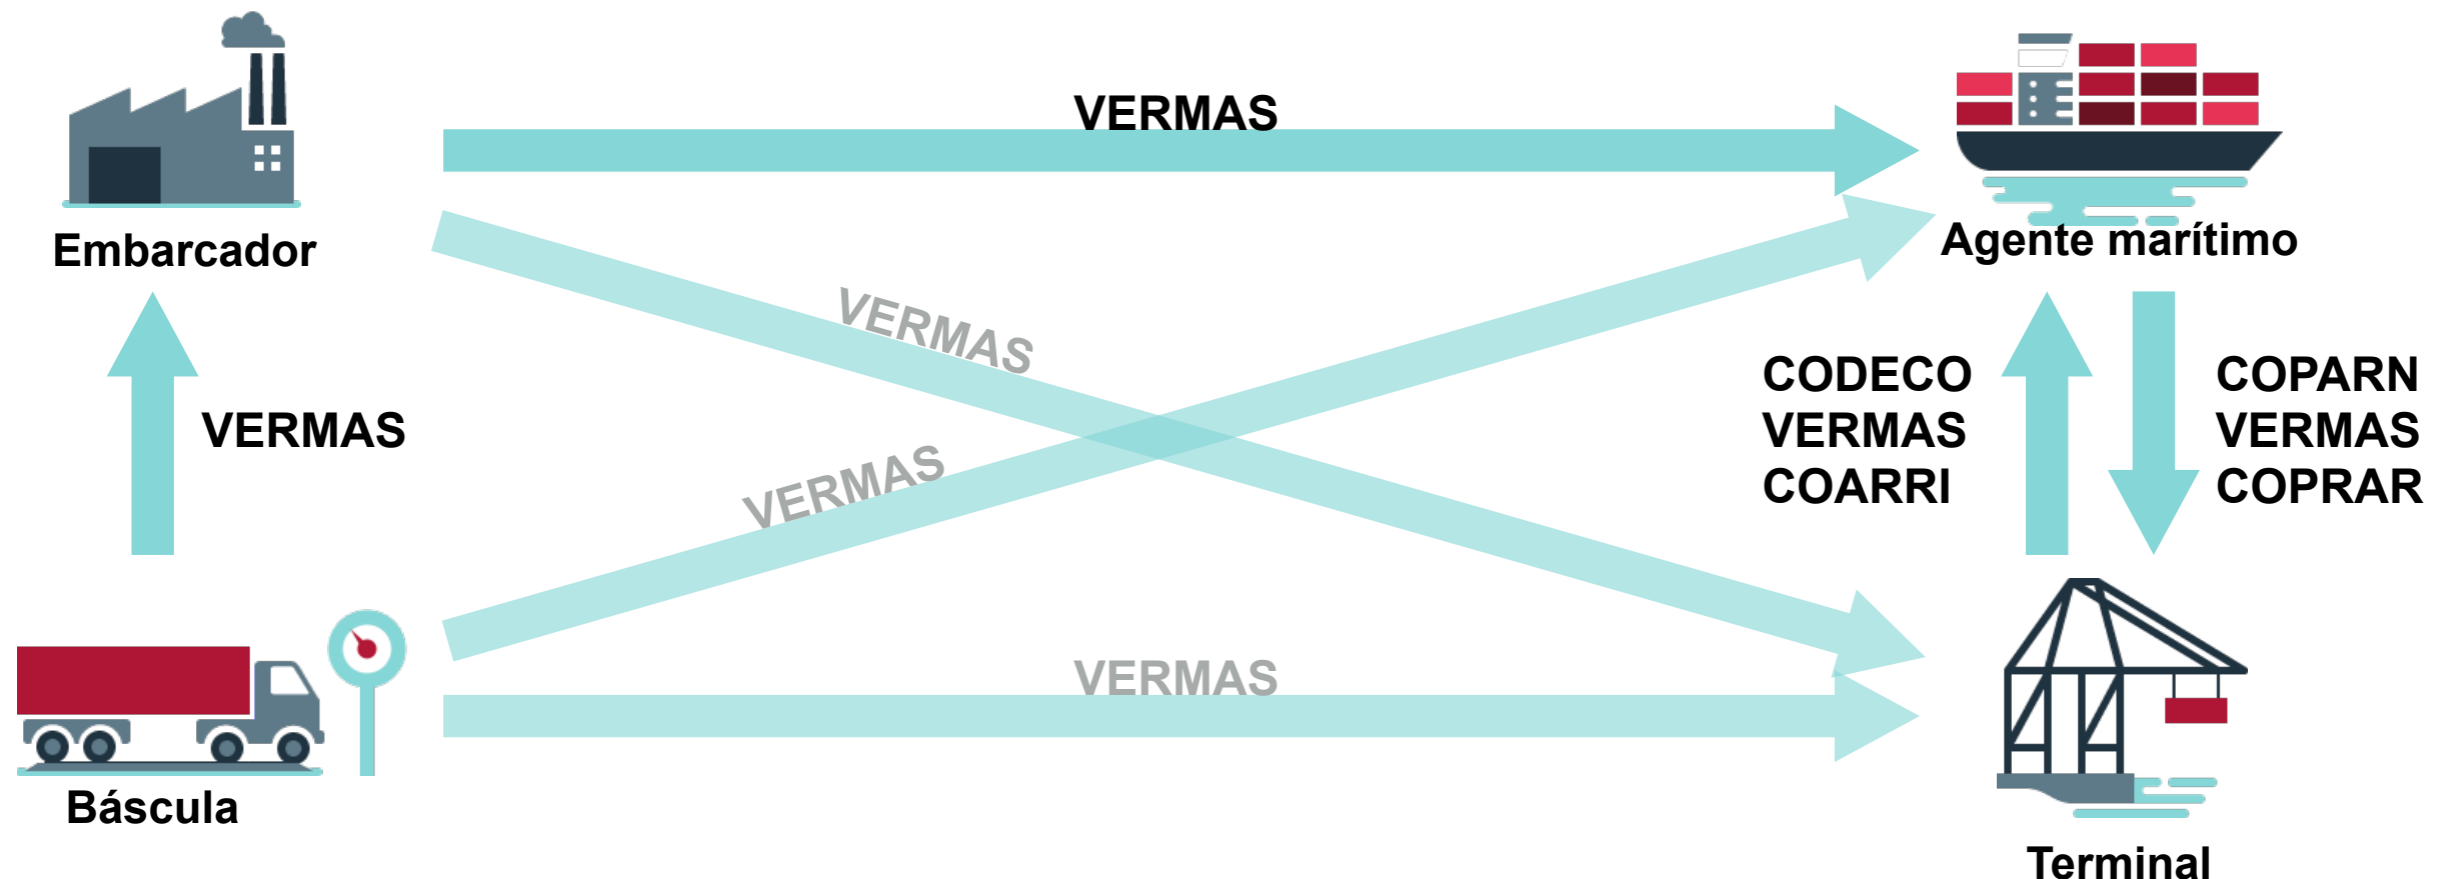 VERMAS
Embarcador
Agente marítimo
VERMAS
VERMAS
CODECO
VERMAS
COARRI
COPARN
VERMAS
COPRAR
VERMAS
VERMAS
Báscula
Terminal